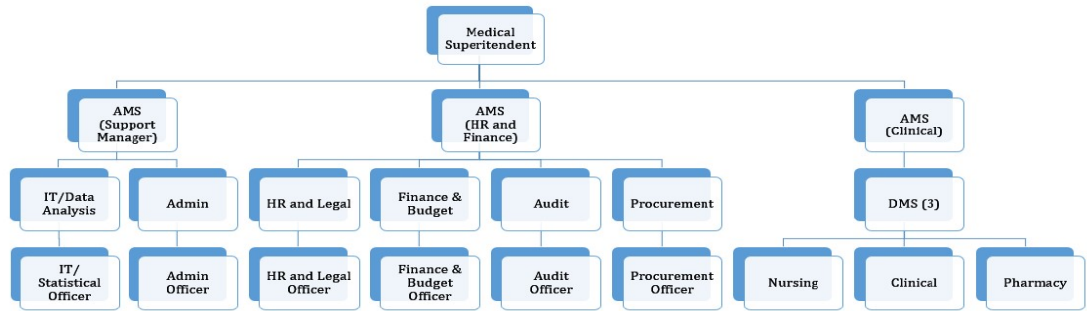 Medical
Superitendent
AMS
(Support
Manager)
AMS
(HR and
Finance)
AMS
(Clinical)
IT/Data
Analysis
Admin
HR and Legal
Finance &
Budget
Audit
Procurement
DMS (3)
IT/
Statistical
Officer
Admin
Officer
HR and Legal
Officer
Finance &
Budget
Officer
Audit
Officer
Procurement
Officer
Nursing
Clinical
Pharmacy